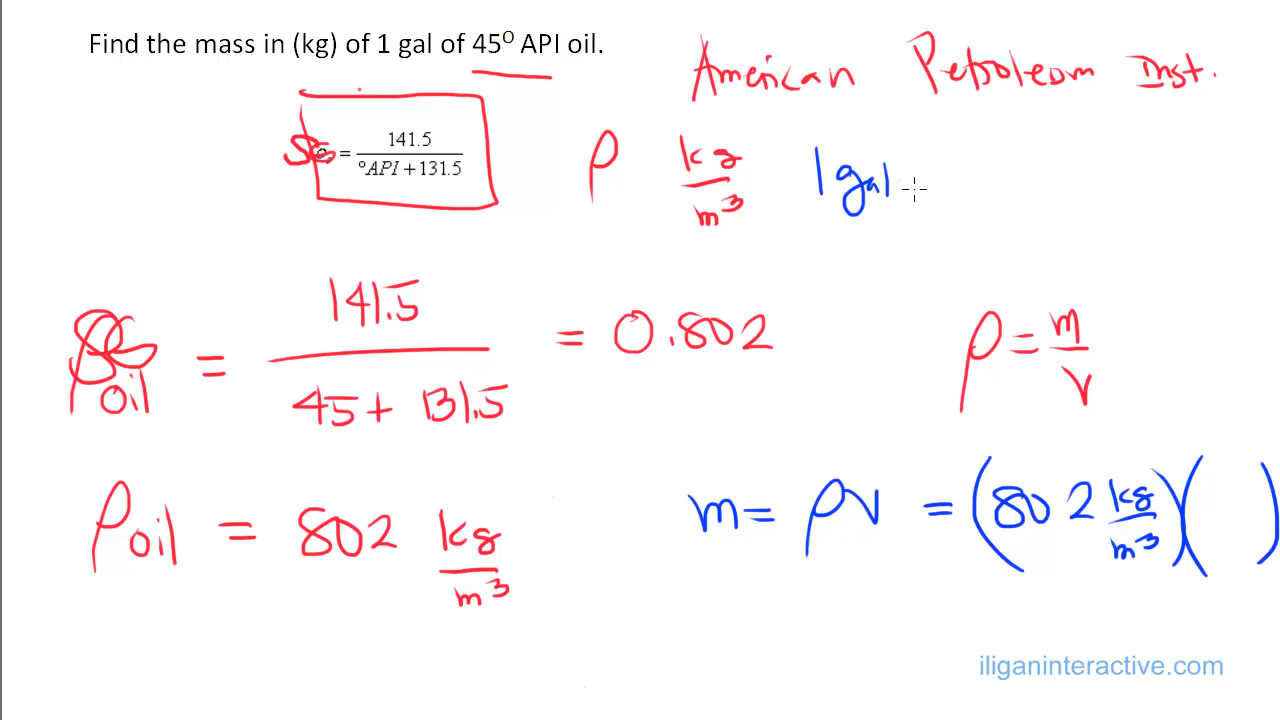 Find the mass in (kg) of 1 gal of 45° API oil.
American Petroleum Inst.
SG = 141.5 / °API + 131.5
ρ kg / m³ 1 gal
SG oil = 141.5 / 45 + 131.5 = 0.802
ρ = m / V
ρ oil = 802 kg / m³
m = ρV = (802 kg / m³)( )
iliganinteractive.com